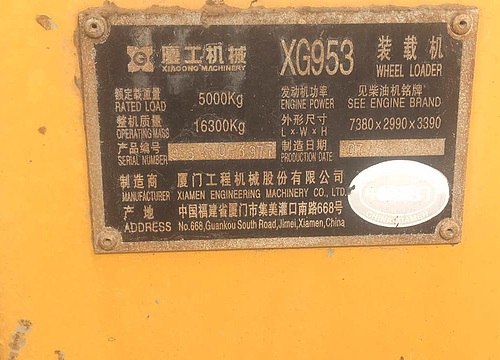 厦工机械 XG953 装载机
XIAGONG MACHINERY WHEEL LOADER
额定载重量 5000Kg 发动机功率 见柴油机铭牌
RATED LOAD ENGINE POWER SEE ENGINE BRAND
整机质量 16300Kg 外形尺寸 7380×2990×3390
OPERATING MASS L×W×H
产品编号 制造日期
SERIAL NUMBER PRODUCTION DATE
制造商 厦门工程机械股份有限公司
MANUFACTURER XIAMEN ENGINEERING MACHINERY CO., LTD.
产地 中国福建省厦门市集美灌口南路668号
ADDRESS No.668,Guankou South Road,Jimei,Xiamen,China